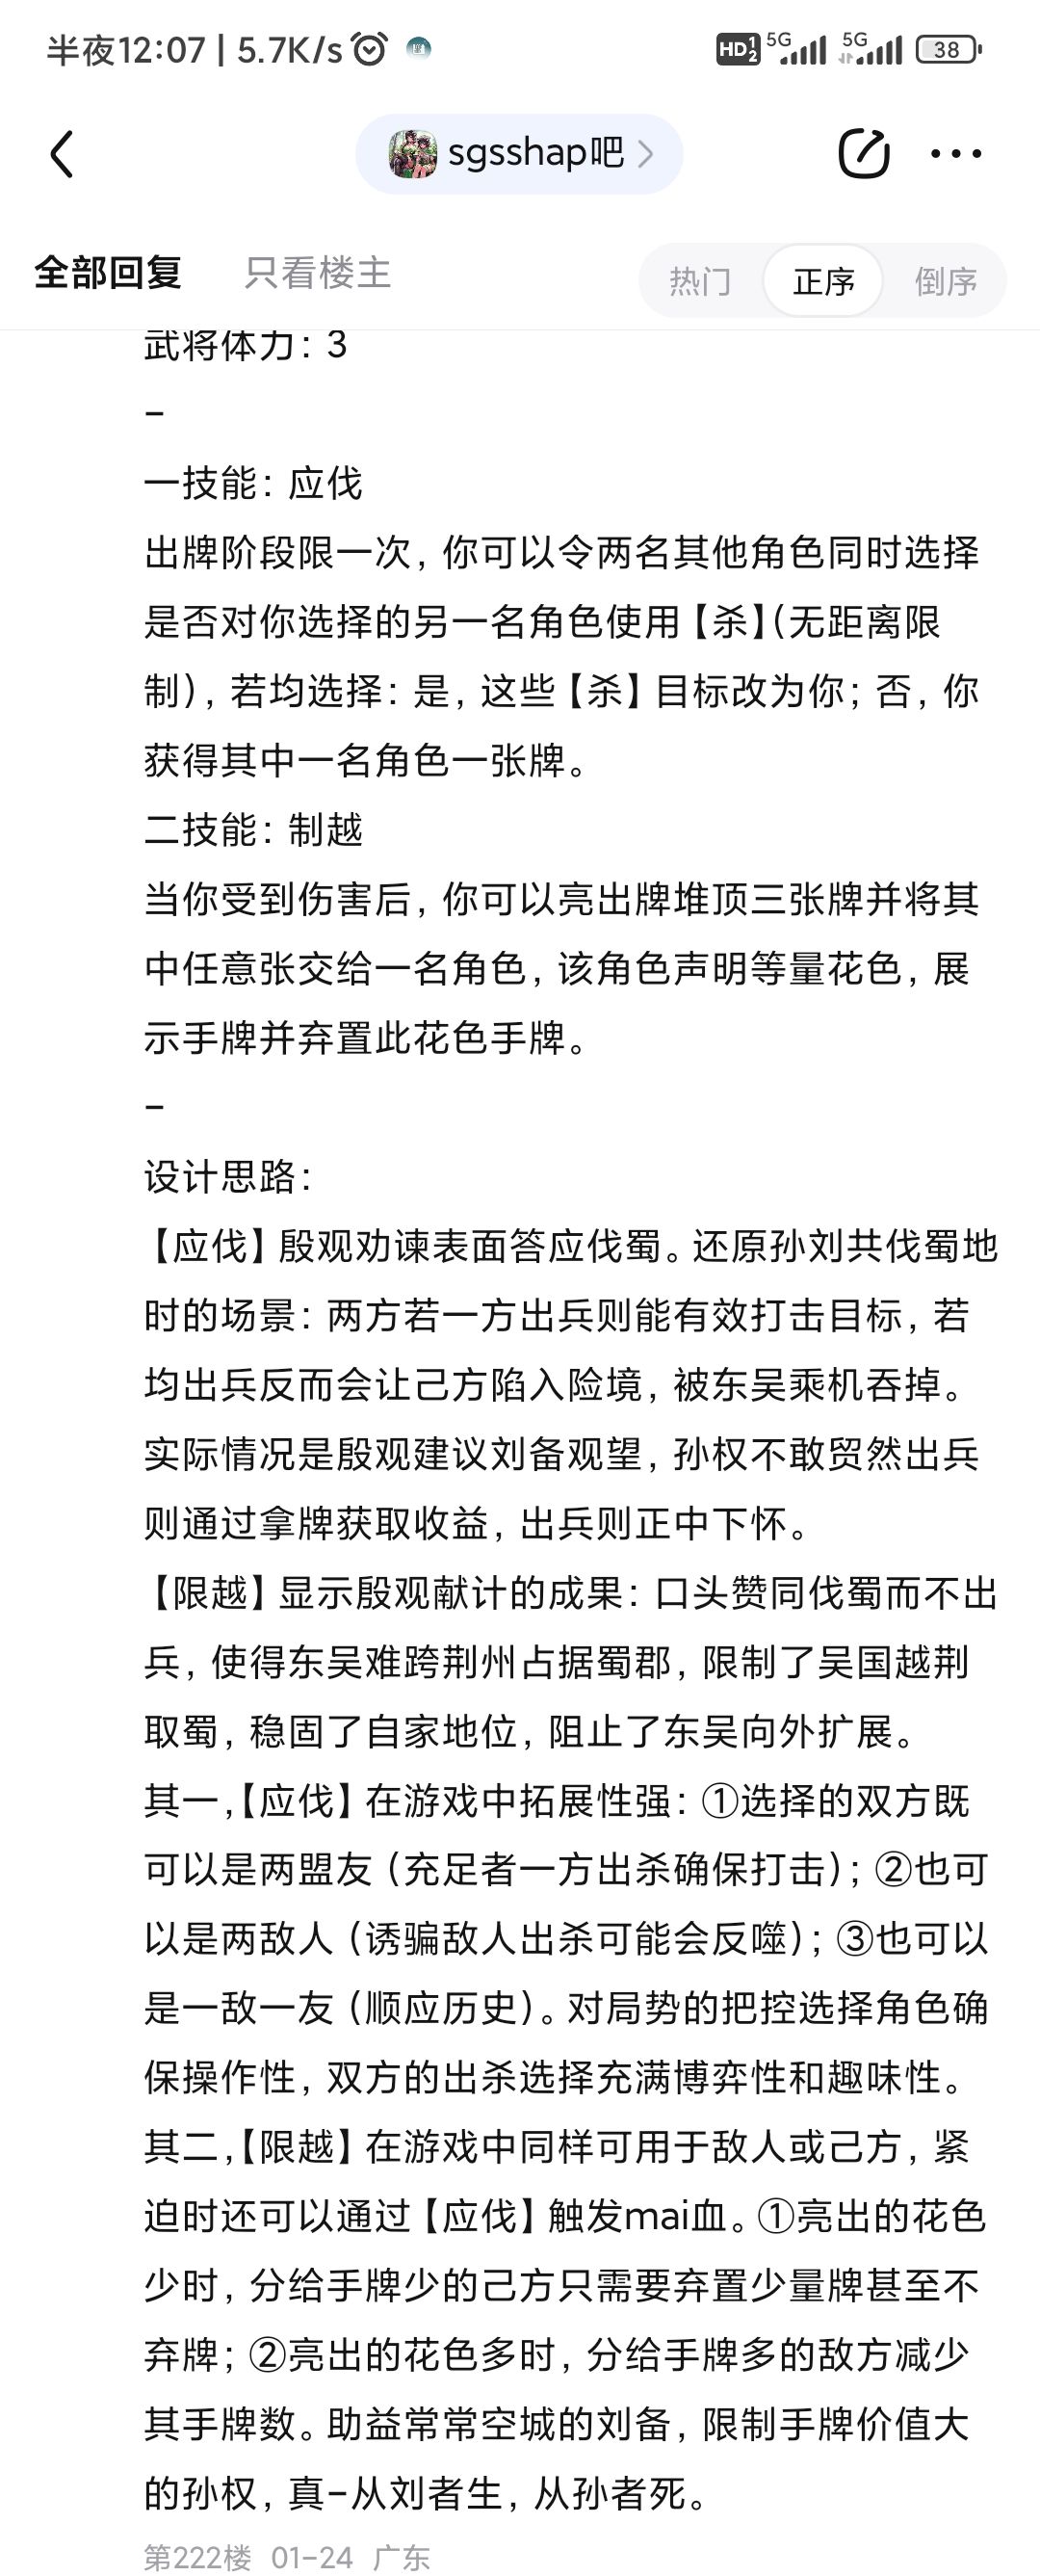 半夜12:07 | 5.7K/s
HD 1 2 5G 5G 38
sgsshap吧
全部回复 只看楼主 热门 正序 倒序
武将体力：3
–
一技能：应伐
出牌阶段限一次，你可以令两名其他角色同时选择
是否对你选择的另一名角色使用【杀】（无距离限
制），若均选择：是，这些【杀】目标改为你；否，你
获得其中一名角色一张牌。
二技能：制越
当你受到伤害后，你可以亮出牌堆顶三张牌并将其
中任意张交给一名角色，该角色声明等量花色，展
示手牌并弃置此花色手牌。
–
设计思路：
【应伐】殷观劝谏表面答应伐蜀。还原孙刘共伐蜀地
时的场景：两方若一方出兵则能有效打击目标，若
均出兵反而会让己方陷入险境，被东吴乘机吞掉。
实际情况是殷观建议刘备观望，孙权不敢贸然出兵
则通过拿牌获取收益，出兵则正中下怀。
【限越】显示殷观献计的成果：口头赞同伐蜀而不出
兵，使得东吴难跨荆州占据蜀郡，限制了吴国越荆
取蜀，稳固了自家地位，阻止了东吴向外扩展。
其一，【应伐】在游戏中拓展性强：①选择的双方既
可以是两盟友（充足者一方出杀确保打击）；②也可
以是两敌人（诱骗敌人出杀可能会反噬）；③也可以
是一敌一友（顺应历史）。对局势的把控选择角色确
保操作性，双方的出杀选择充满博弈性和趣味性。
其二，【限越】在游戏中同样可用于敌人或己方，紧
迫时还可以通过【应伐】触发mai血。①亮出的花色
少时，分给手牌少的己方只需要弃置少量牌甚至不
弃牌；②亮出的花色多时，分给手牌多的敌方减少
其手牌数。助益常常空城的刘备，限制手牌价值大
的孙权，真–从刘者生，从孙者死。
第222楼 01-24 广东